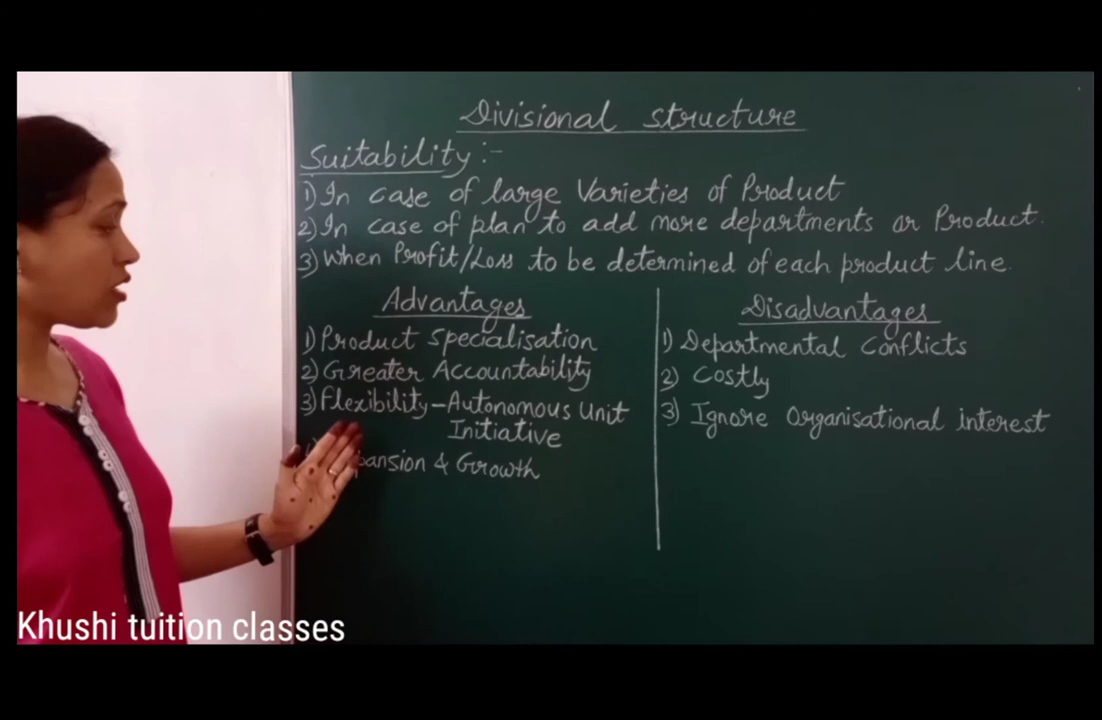 Divisional structure
Suitability :-
1) In case of large Varieties of Product
2) In case of plan to add more departments or Product.
3) When Profit/Loss to be determined of each product line.
Advantages
1) Product Specialisation
2) Greater Accountability
3) Flexibility - Autonomous Unit
Initiative
pansion & Growth
Disadvantages
1) Departmental Conflicts
2) Costly
3) Ignore Organisational interest
Khushi tuition classes